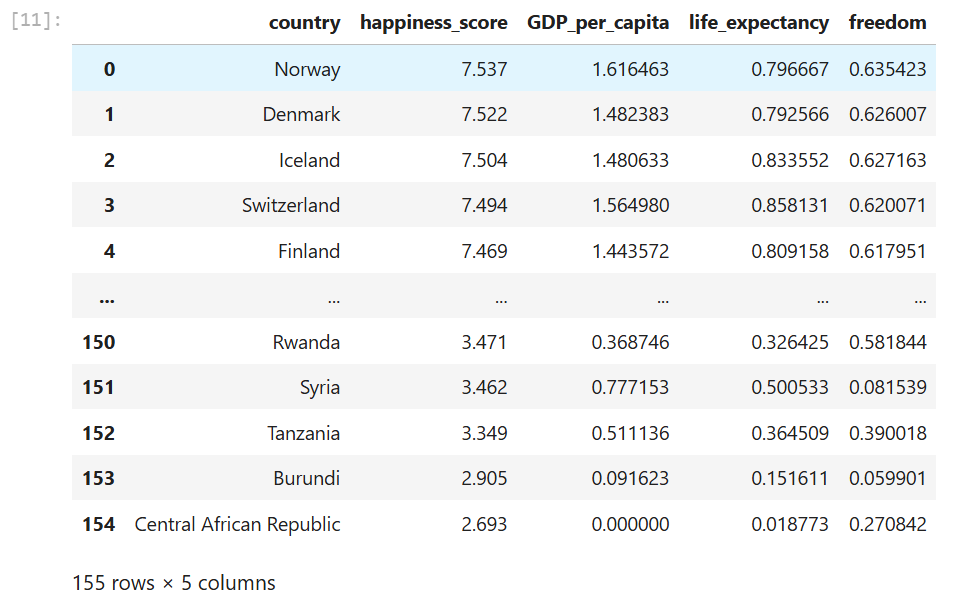 [11]:
country happiness_score GDP_per_capita life_expectancy freedom
0 Norway 7.537 1.616463 0.796667 0.635423
1 Denmark 7.522 1.482383 0.792566 0.626007
2 Iceland 7.504 1.480633 0.833552 0.627163
3 Switzerland 7.494 1.564980 0.858131 0.620071
4 Finland 7.469 1.443572 0.809158 0.617951
... ... ... ... ... ...
150 Rwanda 3.471 0.368746 0.326425 0.581844
151 Syria 3.462 0.777153 0.500533 0.081539
152 Tanzania 3.349 0.511136 0.364509 0.390018
153 Burundi 2.905 0.091623 0.151611 0.059901
154 Central African Republic 2.693 0.000000 0.018773 0.270842
155 rows × 5 columns